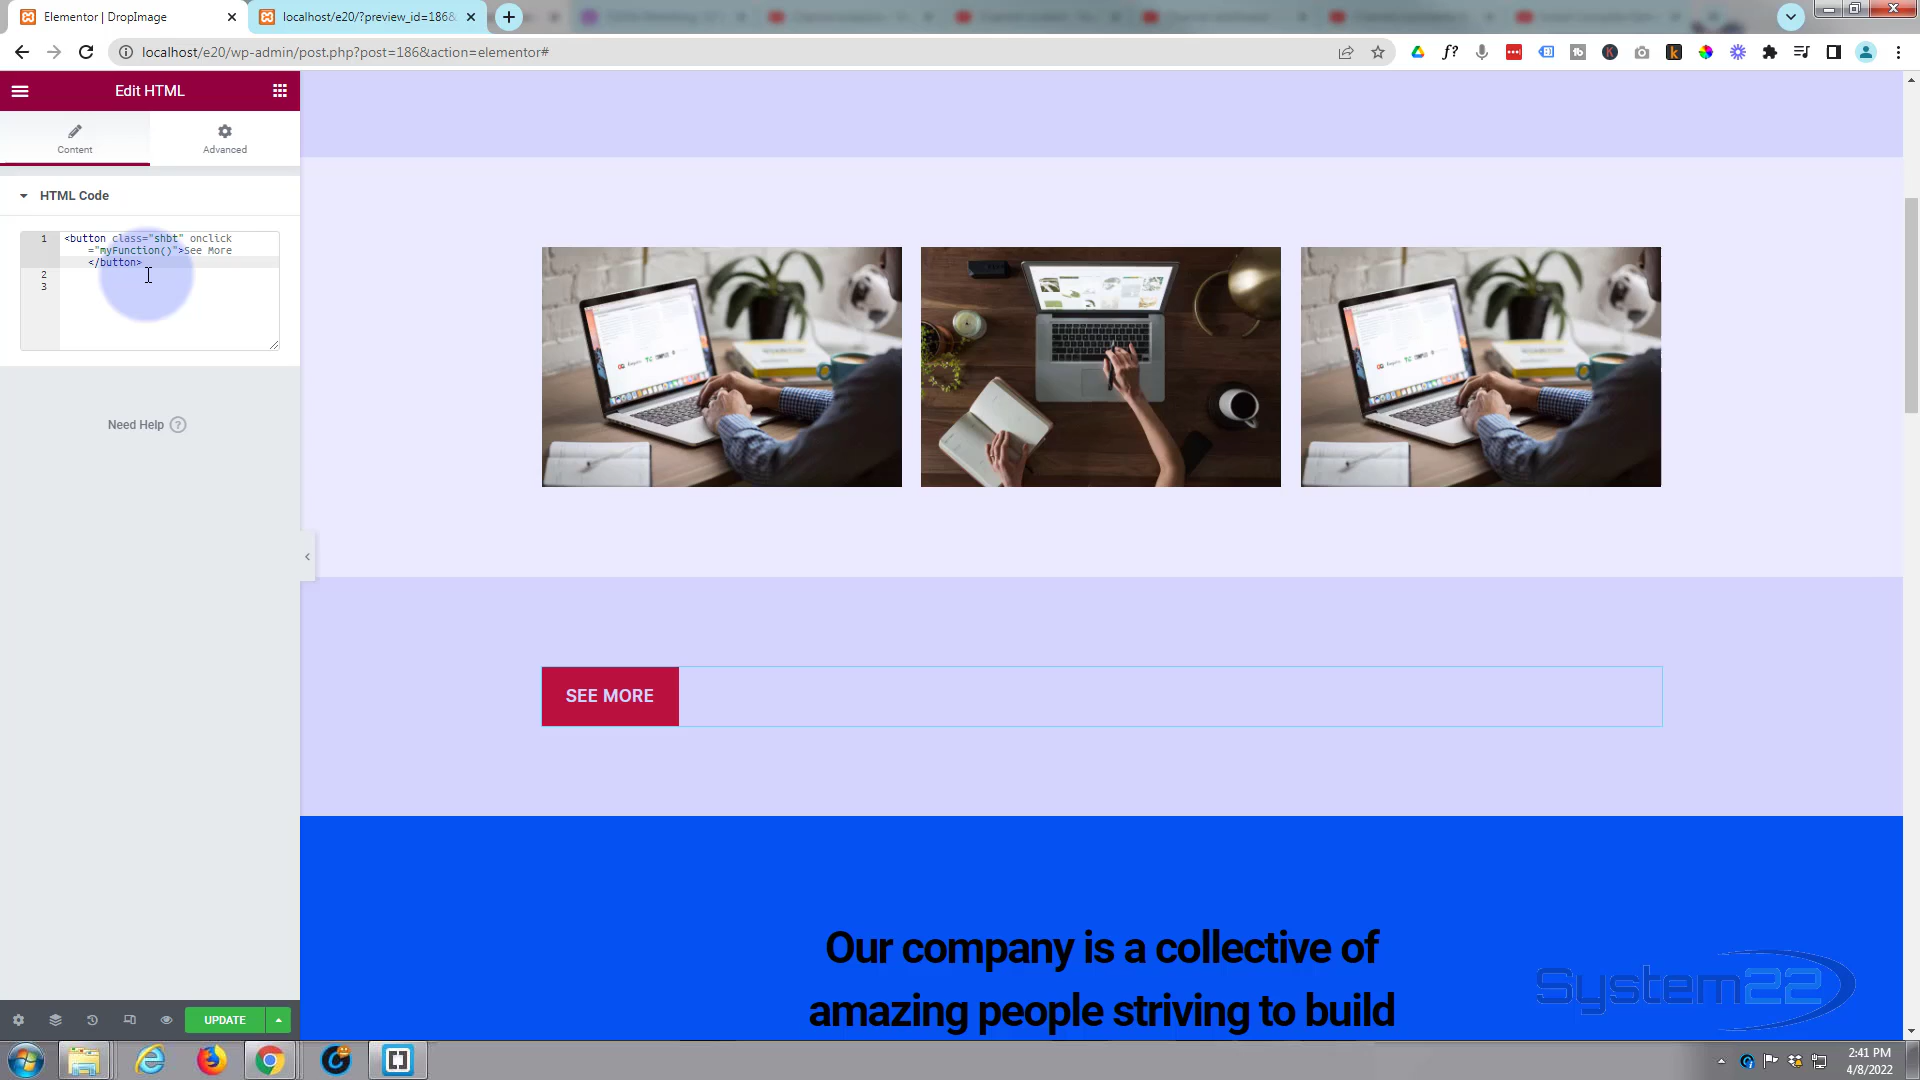 Elementor | DropImage
localhost/e20/?preview_id=186&
localhost/e20/wp-admin/post.php?post=186&action=elementor#
Edit HTML
Content
Advanced
HTML Code
1 <button class="shbt" onclick
="myFunction()">See More
</button>
2
3
Need Help ?
SEE MORE
Our company is a collective of
amazing people striving to build
System22
UPDATE
2:41 PM
4/8/2022